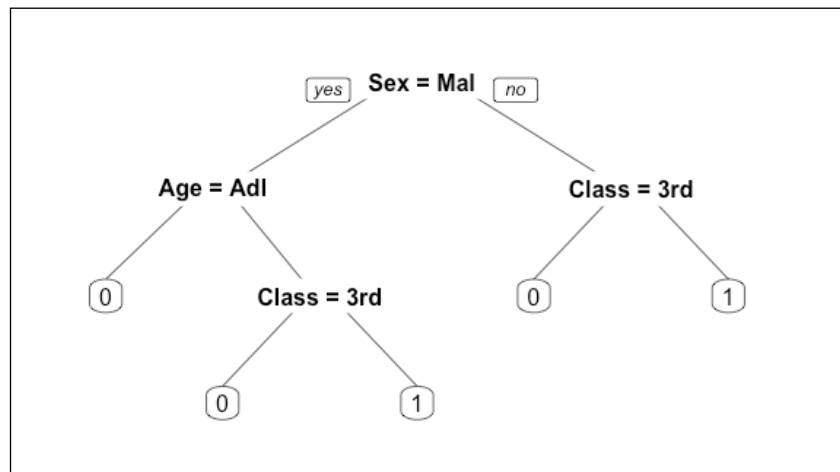 yes Sex = Mal no
Age = Adl Class = 3rd
0 Class = 3rd 0 1
0 1